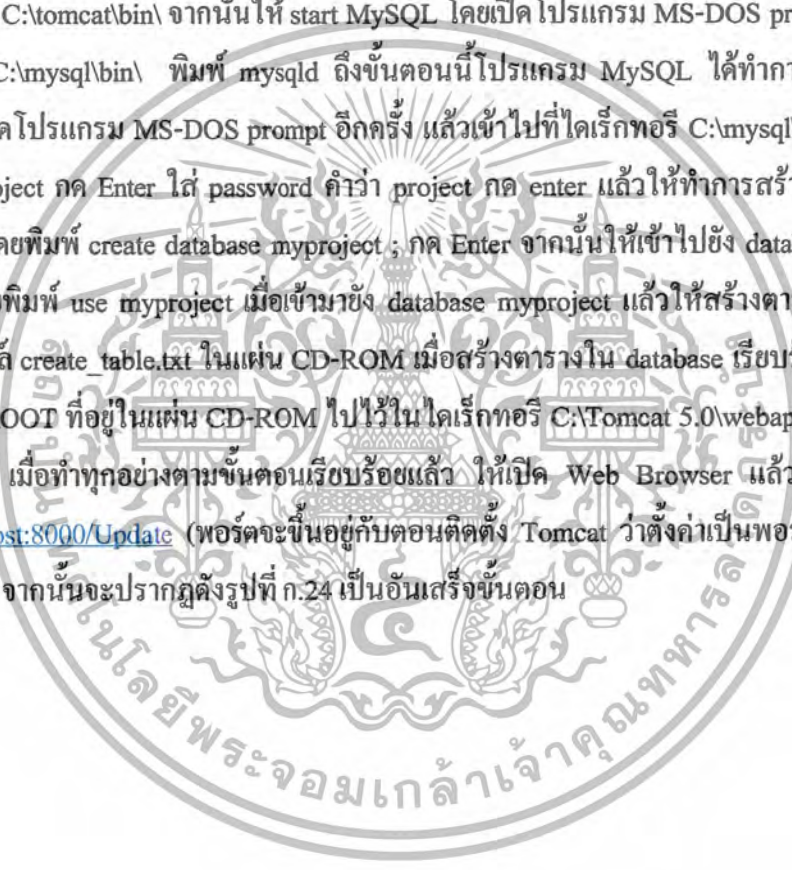 C:\tomcat\bin\ จากนั้นให้ start MySQL โดยเปิดโปรแกรม MS-DOS pr
C:\mysql\bin\ พิมพ์ mysqld ถึงขั้นตอนนี้โปรแกรม MySQL ได้ทำกา
ดโปรแกรม MS-DOS prompt อีกครั้ง แล้วเข้าไปที่ไดเร็กทอรี C:\mysql\
oject กด Enter ใส่ password คำว่า project กด enter แล้วให้ทำการสร้า
ดยพิมพ์ create database myproject ; กด Enter จากนั้นให้เข้าไปยัง data
ยพิมพ์ use myproject เมื่อเข้ามายัง database myproject แล้วให้สร้างตา
ล์ create_table.txt ในแผ่น CD-ROM เมื่อสร้างตารางใน database เรียบร
OOT ที่อยู่ในแผ่น CD-ROM ไปไว้ในไดเร็กทอรี C:\Tomcat 5.0\webap
เมื่อทำทุกอย่างตามขั้นตอนเรียบร้อยแล้ว ให้เปิด Web Browser แล้ว
ost:8000/Update (พอร์ตจะขึ้นอยู่กับตอนติดตั้ง Tomcat ว่าตั้งค่าเป็นพอ
จากนั้นจะปรากฏดังรูปที่ ก.24 เป็นอันเสร็จขั้นตอน